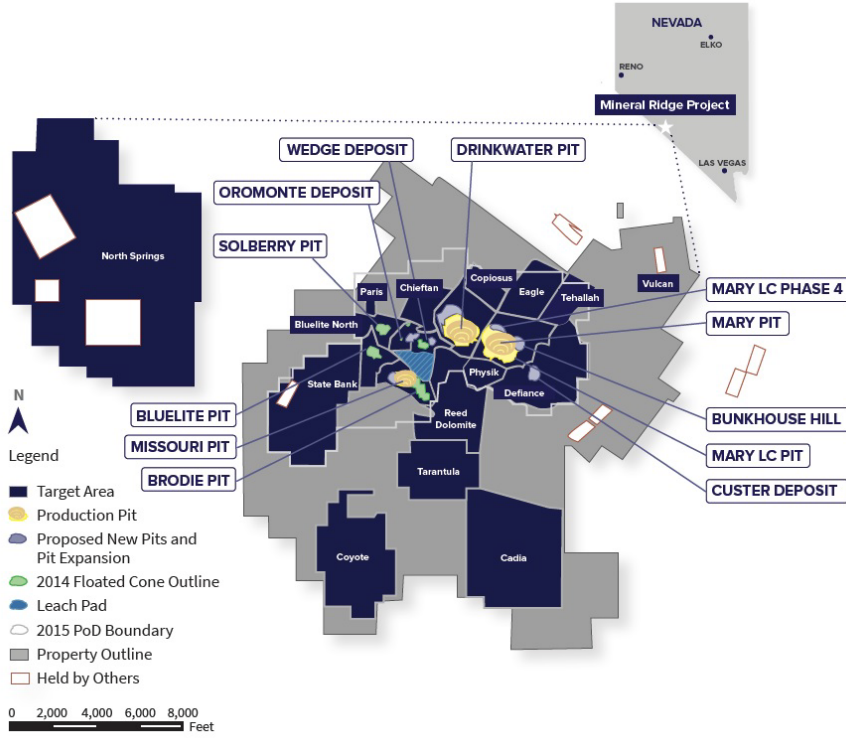 NEVADA
ELKO
RENO
Mineral Ridge Project
LAS VEGAS
WEDGE DEPOSIT
DRINKWATER PIT
OROMONTE DEPOSIT
SOLBERRY PIT
North Springs
Copiosus
Chieftan
Paris
Eagle
Tehallah
Vulcan
MARY LC PHASE 4
Bluelite North
MARY PIT
State Bank
Physik
Defiance
N
BLUELITE PIT
Reed
Dolomite
BUNKHOUSE HILL
MISSOURI PIT
MARY LC PIT
BRODIE PIT
Tarantula
CUSTER DEPOSIT
Coyote
Cadia
Legend
Target Area
Production Pit
Proposed New Pits and
Pit Expansion
2014 Floated Cone Outline
Leach Pad
2015 PoD Boundary
Property Outline
Held by Others
0 2,000 4,000 6,000 8,000
Feet